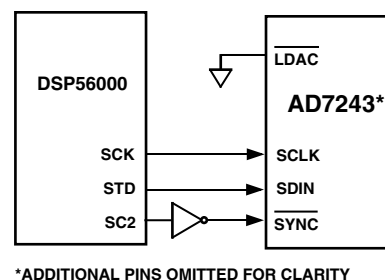 DSP56000
SCK
STD
SC2
LDAC
AD7243*
SCLK
SDIN
SYNC
*ADDITIONAL PINS OMITTED FOR CLARITY